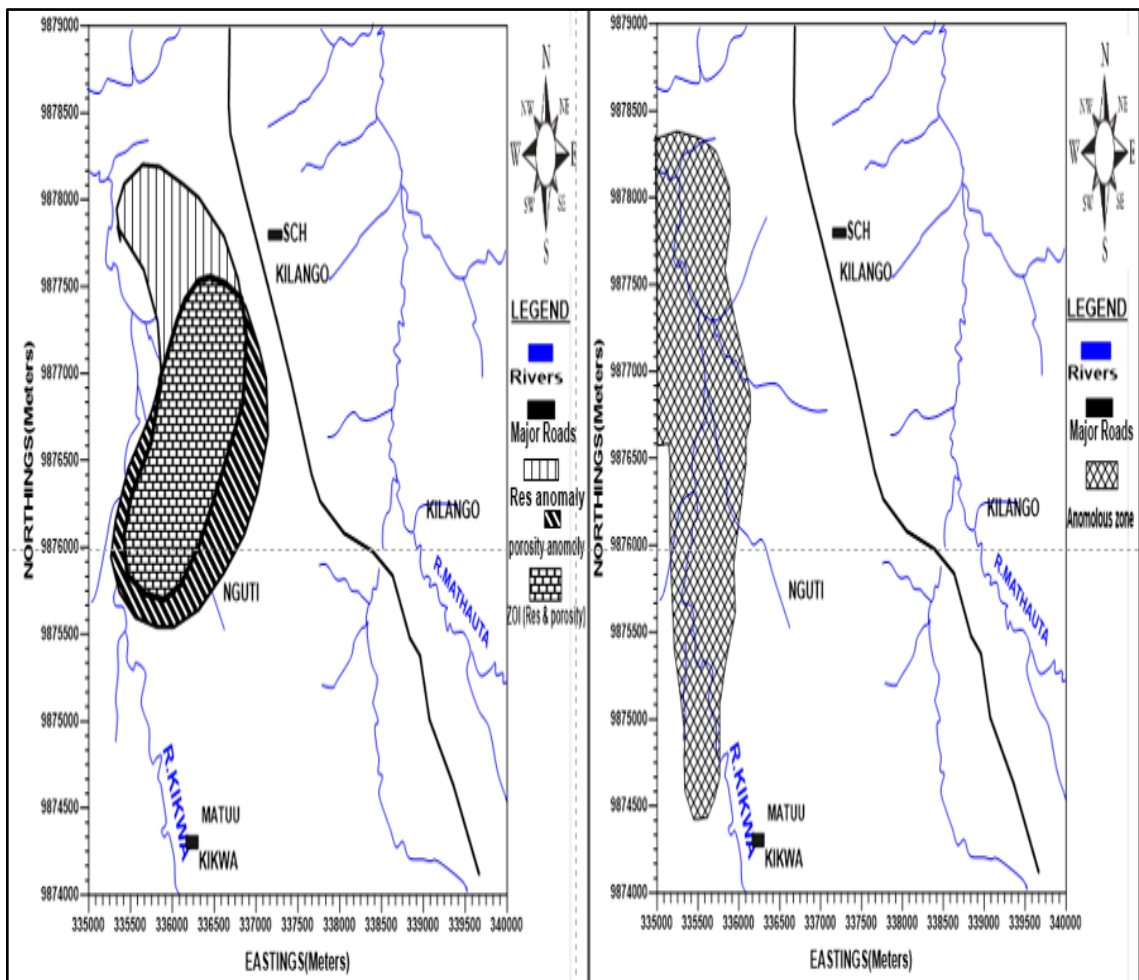 9879000
9878500
9878000
9877500
9877000
9876500
9876000
9875500
9875000
9874500
9874000
NORTHINGS(Meters)
335000 335500 336000 336500 337000 337500 338000 338500 339000 339500 340000
EASTINGS(Meters)
SCH
KILANGO
KILANGO
R.MATHAUTA
NGUTI
R.KIKWA
MATUU
KIKWA
N
NW
NE
W
E
SW
SE
S
LEGEND
Rivers
Major Roads
Res anomaly
porosity anomoly
ZOI (Res & porosity)
9879000
9878500
9878000
9877500
9877000
9876500
9876000
9875500
9875000
9874500
9874000
NORTHINGS(Meters)
335000 335500 336000 336500 337000 337500 338000 338500 339000 339500 340000
EASTINGS(Meters)
SCH
KILANGO
KILANGO
R.MATHAUTA
NGUTI
R.KIKWA
MATUU
KIKWA
N
NW
NE
W
E
SW
SE
S
LEGEND
Rivers
Major Roads
Anomolous zone